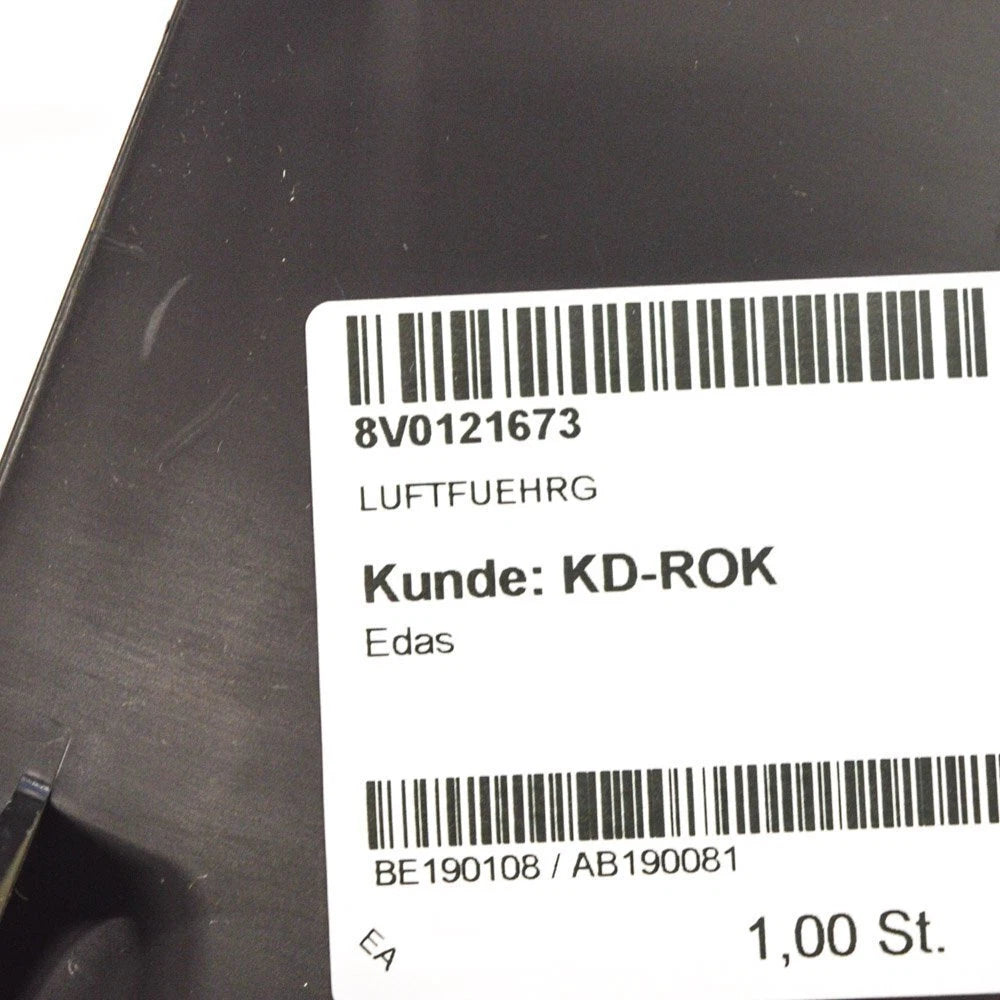 8V0121673
LUFTFUEHRG
Kunde: KD-ROK
Edas
BE190108 / AB190081
EA
1,00 St.